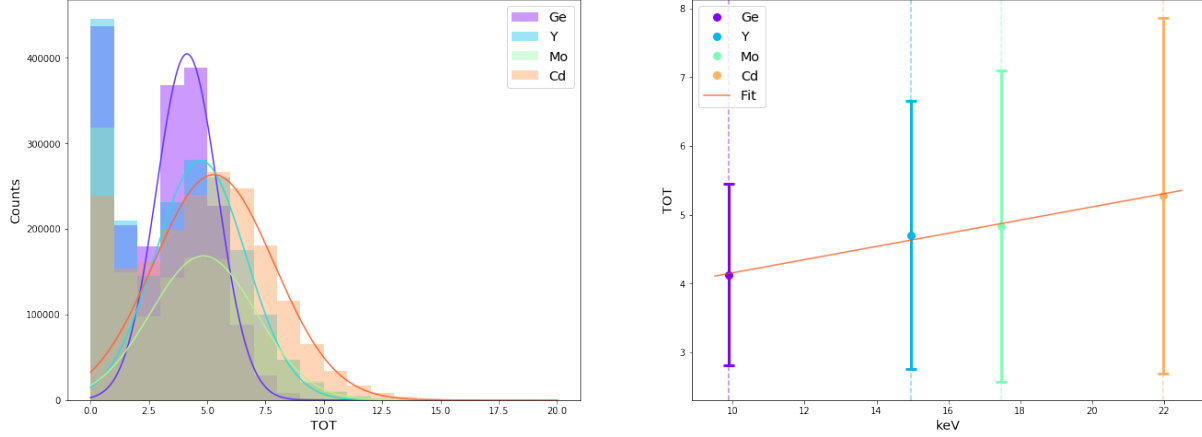 Ge
Y
Mo
Cd
400000
300000
200000
100000
0
Counts
0.0 2.5 5.0 7.5 10.0 12.5 15.0 17.5 20.0
TOT
Ge
Y
Mo
Cd
Fit
8
7
6
5
4
3
TOT
10 12 14 16 18 20 22
keV